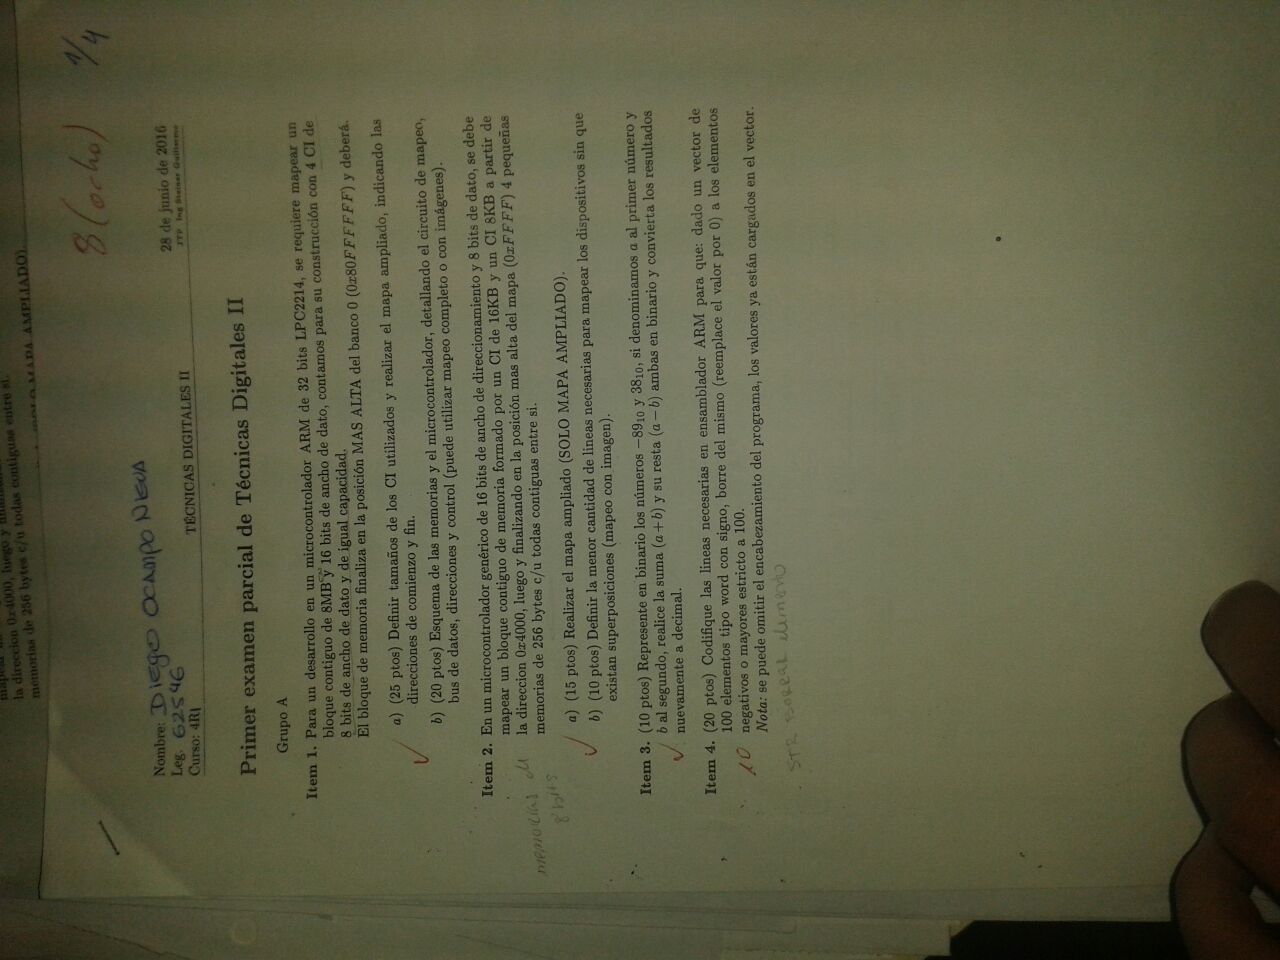 la direccion 0x4000, luego y
memorias de 256 bytes c/u todas contiguas entre si.
(SOLO MAPA AMPLIADO).
8 (ocho) 1/4
Nombre: DIEGO OCAMPO NEUA
Leg. 62546
Curso: 4R1
28 de junio de 2016
JTP Ing Steiner Guillermo
TÉCNICAS DIGITALES II
Primer examen parcial de Técnicas Digitales II
Grupo A
Item 1. Para un desarrollo en un microcontrolador ARM de 32 bits LPC2214, se requiere mapear un
bloque contiguo de 8MB y 16 bits de ancho de dato, contamos para su construcción con 4 CI de
8 bits de ancho de dato y de igual capacidad.
El bloque de memoria finaliza en la posición MAS ALTA del banco 0 (0x80FFFFFF) y deberá.
a) (25 ptos) Definir tamaños de los CI utilizados y realizar el mapa ampliado, indicando las
direcciones de comienzo y fin.
b) (20 ptos) Esquema de las memorias y el microcontrolador, detallando el circuito de mapeo,
bus de datos, direcciones y control (puede utilizar mapeo completo o con imágenes).
Item 2. En un microcontrolador genérico de 16 bits de ancho de direccionamiento y 8 bits de dato, se debe
mapear un bloque contiguo de memoria formado por un CI de 16KB y un CI 8KB a partir de
la direccion 0x4000, luego y finalizando en la posición mas alta del mapa (0xFFFF) 4 pequeñas
memorias de 256 bytes c/u todas contiguas entre si.
memorias de
8 bits
a) (15 ptos) Realizar el mapa ampliado (SOLO MAPA AMPLIADO).
b) (10 ptos) Definir la menor cantidad de lineas necesarias para mapear los dispositivos sin que
existan superposiciones (mapeo con imagen).
Item 3. (10 ptos) Represente en binario los números −89₁₀ y 38₁₀, si denominamos a al primer número y
b al segundo, realice la suma (a + b) y su resta (a − b) ambas en binario y convierta los resultados
nuevamente a decimal.
Item 4. (20 ptos) Codifique las lineas necesarias en ensamblador ARM para que: dado un vector de
100 elementos tipo word con signo, borre del mismo (reemplace el valor por 0) a los elementos
negativos o mayores estricto a 100.
Nota: se puede omitir el encabezamiento del programa, los valores ya están cargados en el vector.
10
STR borrar elemento